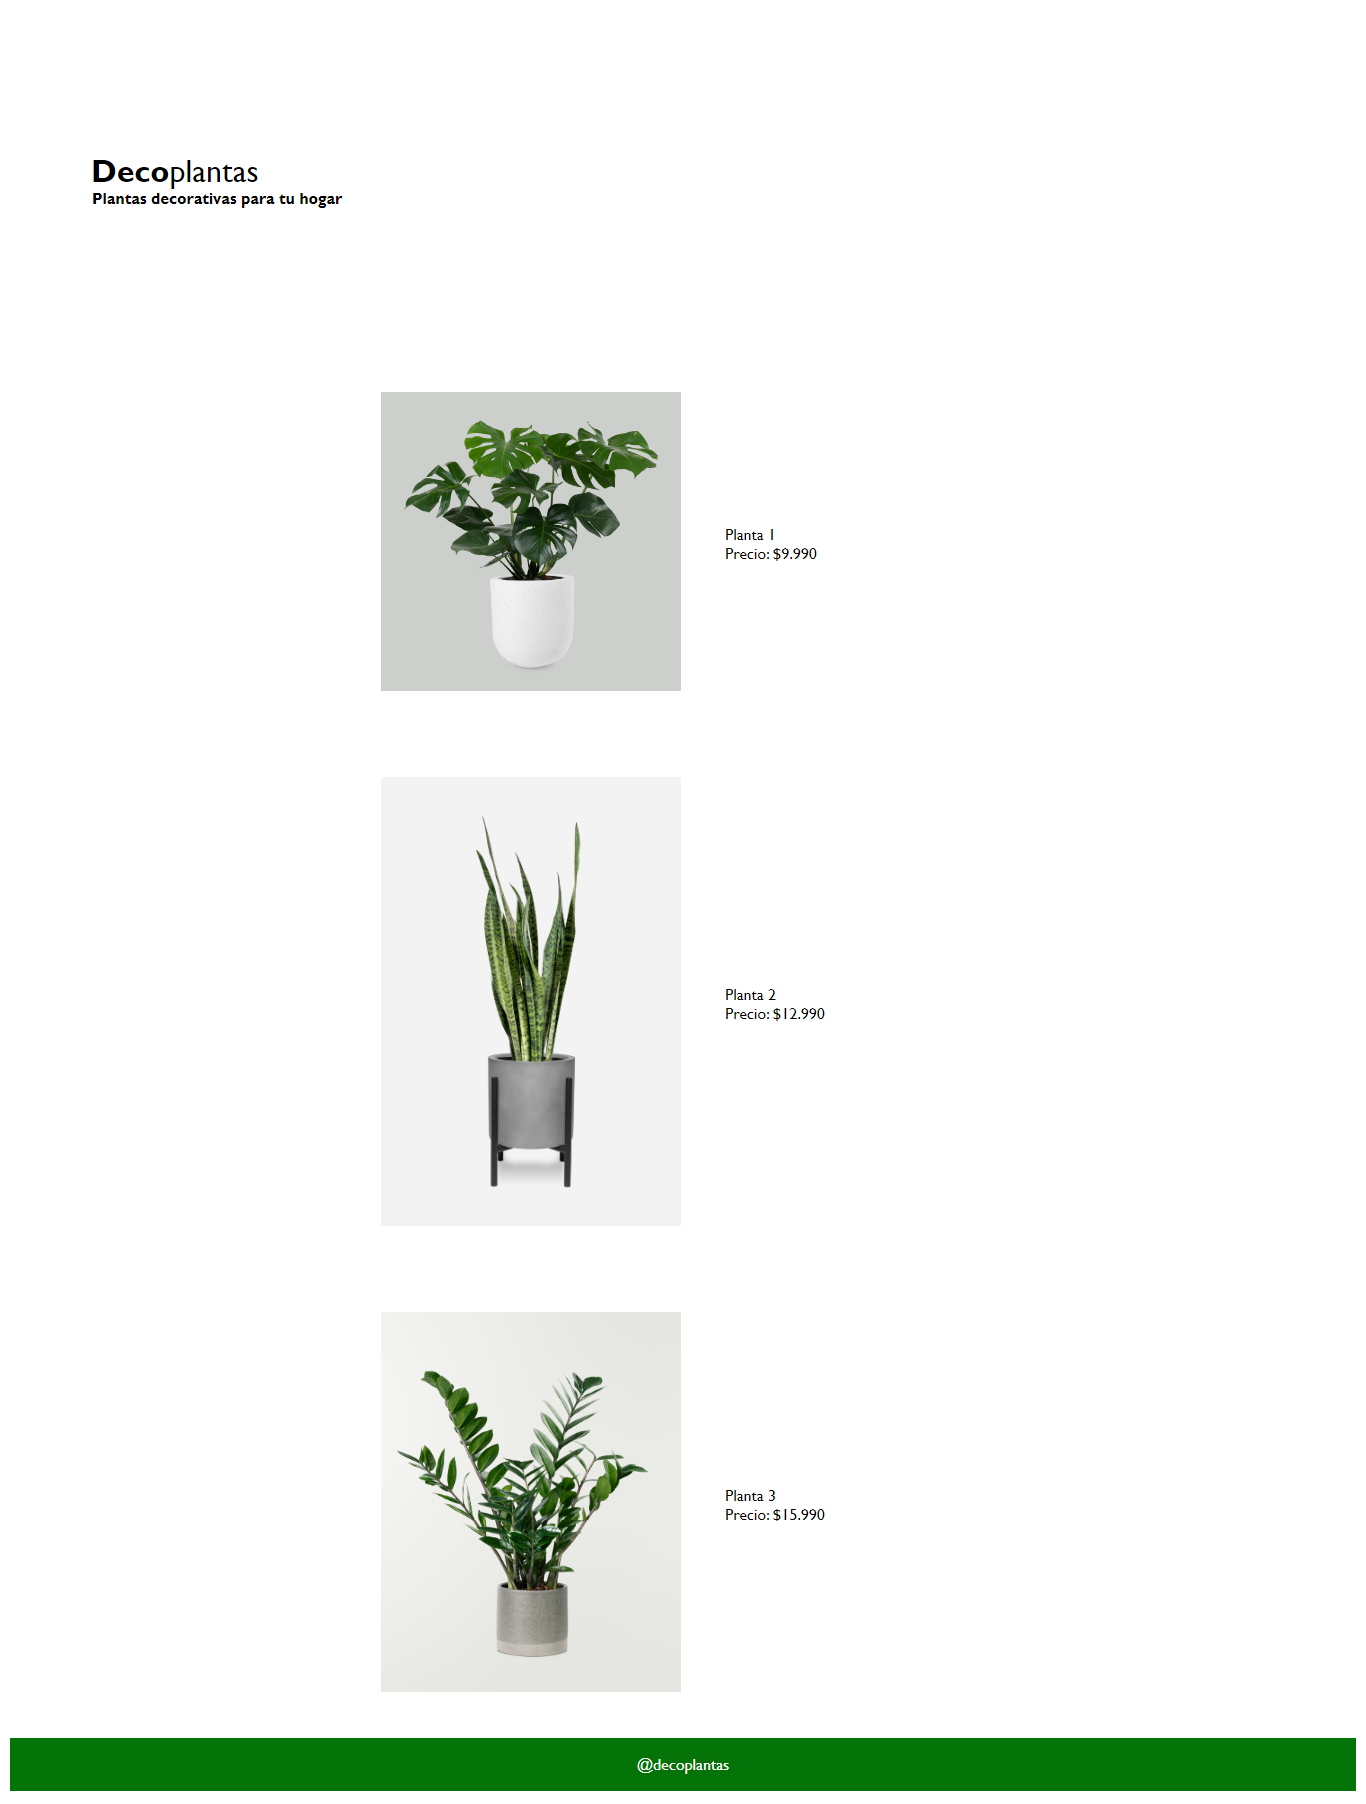 Decoplantas
Plantas decorativas para tu hogar
Planta 1
Precio: $9.990
Planta 2
Precio: $12.990
Planta 3
Precio: $15.990
@decoplantas